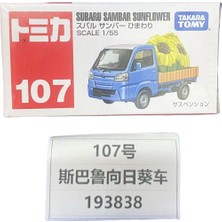 トミカ
SUBARU SAMBAR SUNFLOWER
SCALE 1/55
スバル サンバー ひまわり
TAKARA TOMY
107
サスペンション
107号
斯巴鲁向日葵车
193838